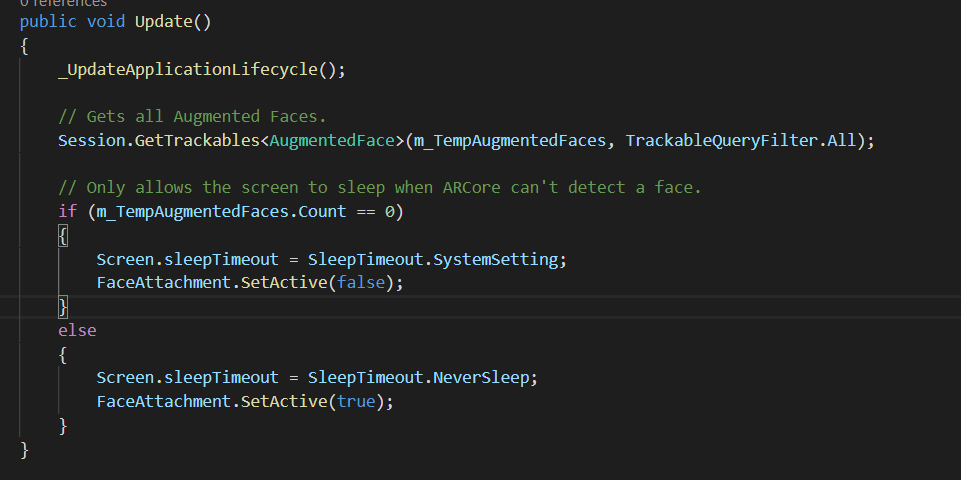 0 references
public void Update()
{
_UpdateApplicationLifecycle();
// Gets all Augmented Faces.
Session.GetTrackables<AugmentedFace>(m_TempAugmentedFaces, TrackableQueryFilter.All);
// Only allows the screen to sleep when ARCore can't detect a face.
if (m_TempAugmentedFaces.Count == 0)
{
Screen.sleepTimeout = SleepTimeout.SystemSetting;
FaceAttachment.SetActive(false);
}
else
{
Screen.sleepTimeout = SleepTimeout.NeverSleep;
FaceAttachment.SetActive(true);
}
}